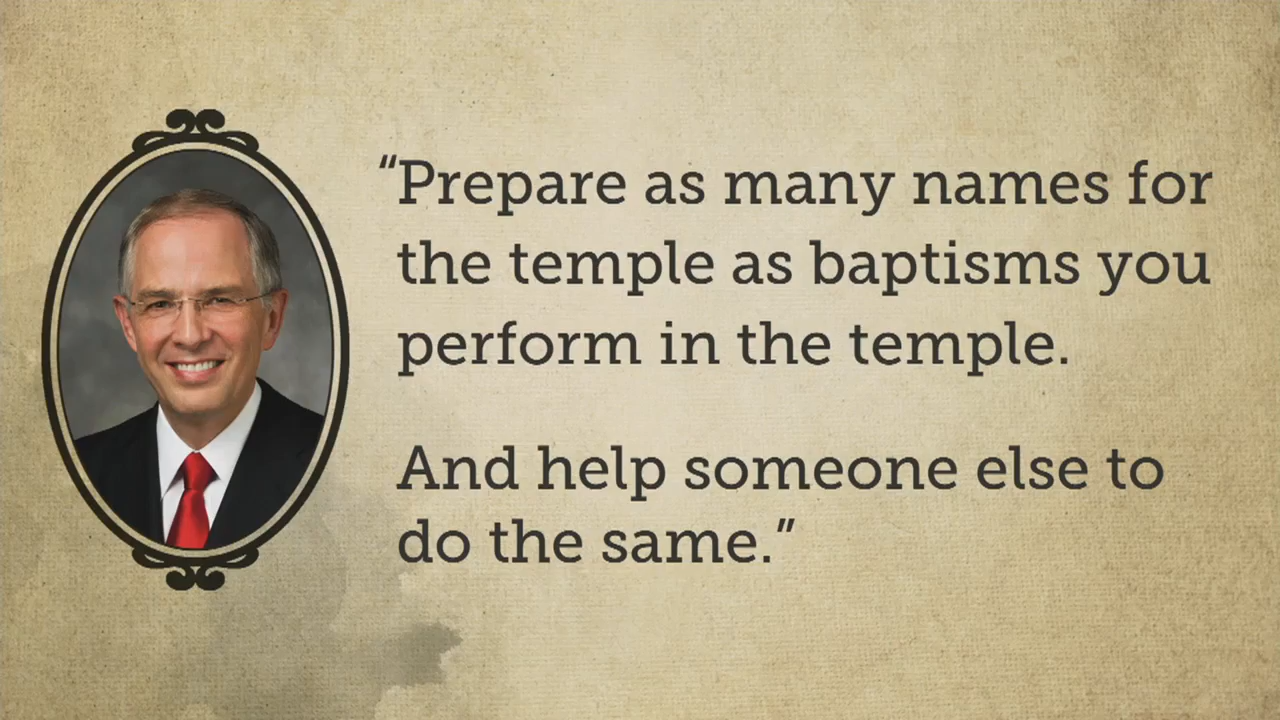 “Prepare as many names for
the temple as baptisms you
perform in the temple.
And help someone else to
do the same.”